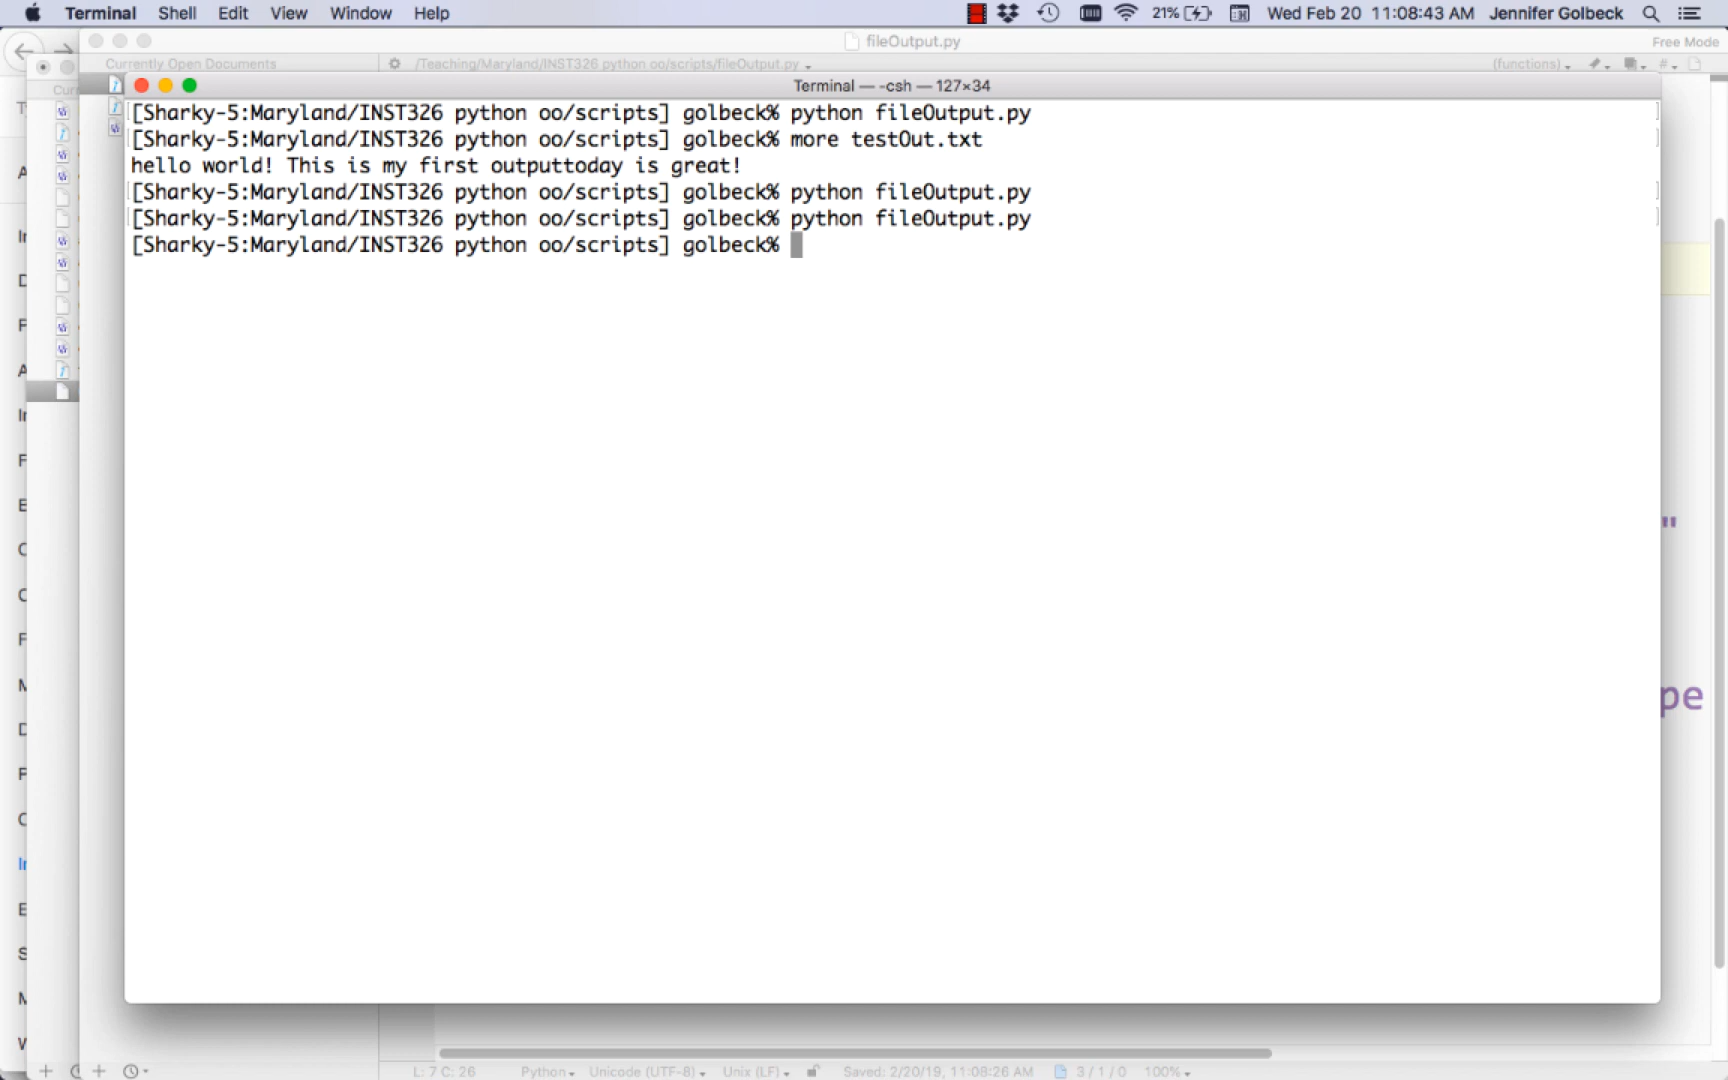 Terminal Shell Edit View Window Help 21% Wed Feb 20 11:08:43 AM Jennifer Golbeck
fileOutput.py Free Mode
Currently Open Documents /Teaching/Maryland/INST326 python oo/scripts/fileOutput.py (functions) #
Terminal — -csh — 127×34
[Sharky-5:Maryland/INST326 python oo/scripts] golbeck% python fileOutput.py
[Sharky-5:Maryland/INST326 python oo/scripts] golbeck% more testOut.txt
hello world! This is my first outputtoday is great!
[Sharky-5:Maryland/INST326 python oo/scripts] golbeck% python fileOutput.py
[Sharky-5:Maryland/INST326 python oo/scripts] golbeck% python fileOutput.py
[Sharky-5:Maryland/INST326 python oo/scripts] golbeck%
"
pe
L: 7 C: 26 Python Unicode (UTF-8) Unix (LF) Saved: 2/20/19, 11:08:26 AM 3 / 1 / 0 100%